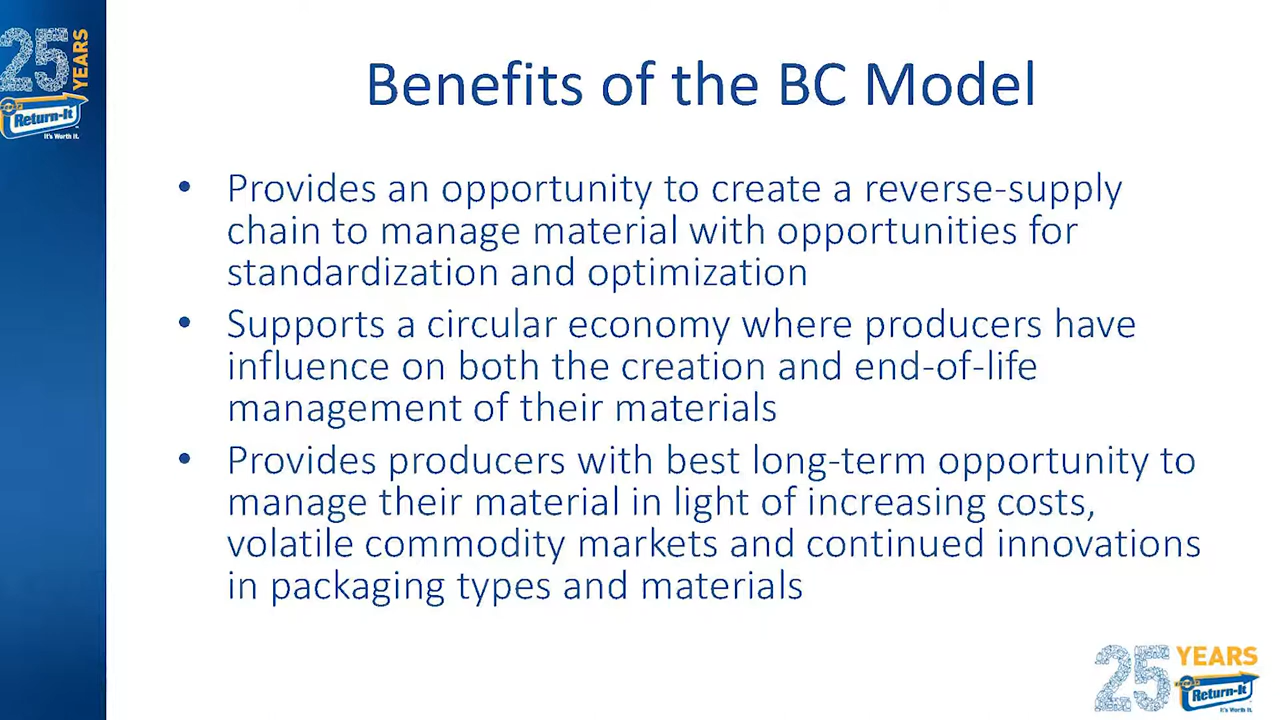 25 YEARS
Return-It
It's Worth It.
Benefits of the BC Model
• Provides an opportunity to create a reverse-supply
chain to manage material with opportunities for
standardization and optimization
• Supports a circular economy where producers have
influence on both the creation and end-of-life
management of their materials
• Provides producers with best long-term opportunity to
manage their material in light of increasing costs,
volatile commodity markets and continued innovations
in packaging types and materials
25 YEARS
Return-It
It's Worth It.